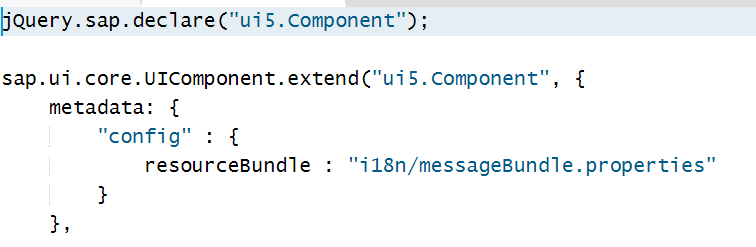 jQuery.sap.declare("ui5.Component");
sap.ui.core.UIComponent.extend("ui5.Component", {
metadata: {
"config" : {
resourceBundle : "i18n/messageBundle.properties"
}
},